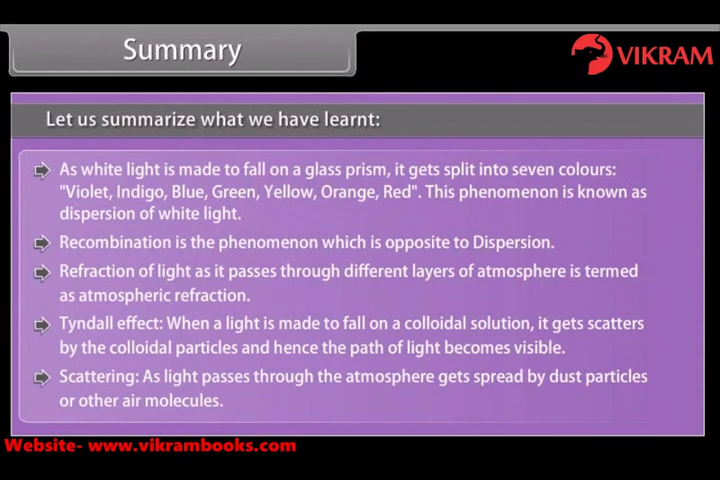 Summary
VIKRAM
Let us summarize what we have learnt:
As white light is made to fall on a glass prism, it gets split into seven colours:
"Violet, Indigo, Blue, Green, Yellow, Orange, Red". This phenomenon is known as
dispersion of white light.
Recombination is the phenomenon which is opposite to Dispersion.
Refraction of light as it passes through different layers of atmosphere is termed
as atmospheric refraction.
Tyndall effect: When a light is made to fall on a colloidal solution, it gets scatters
by the colloidal particles and hence the path of light becomes visible.
Scattering: As light passes through the atmosphere gets spread by dust particles
or other air molecules.
Website- www.vikrambooks.com